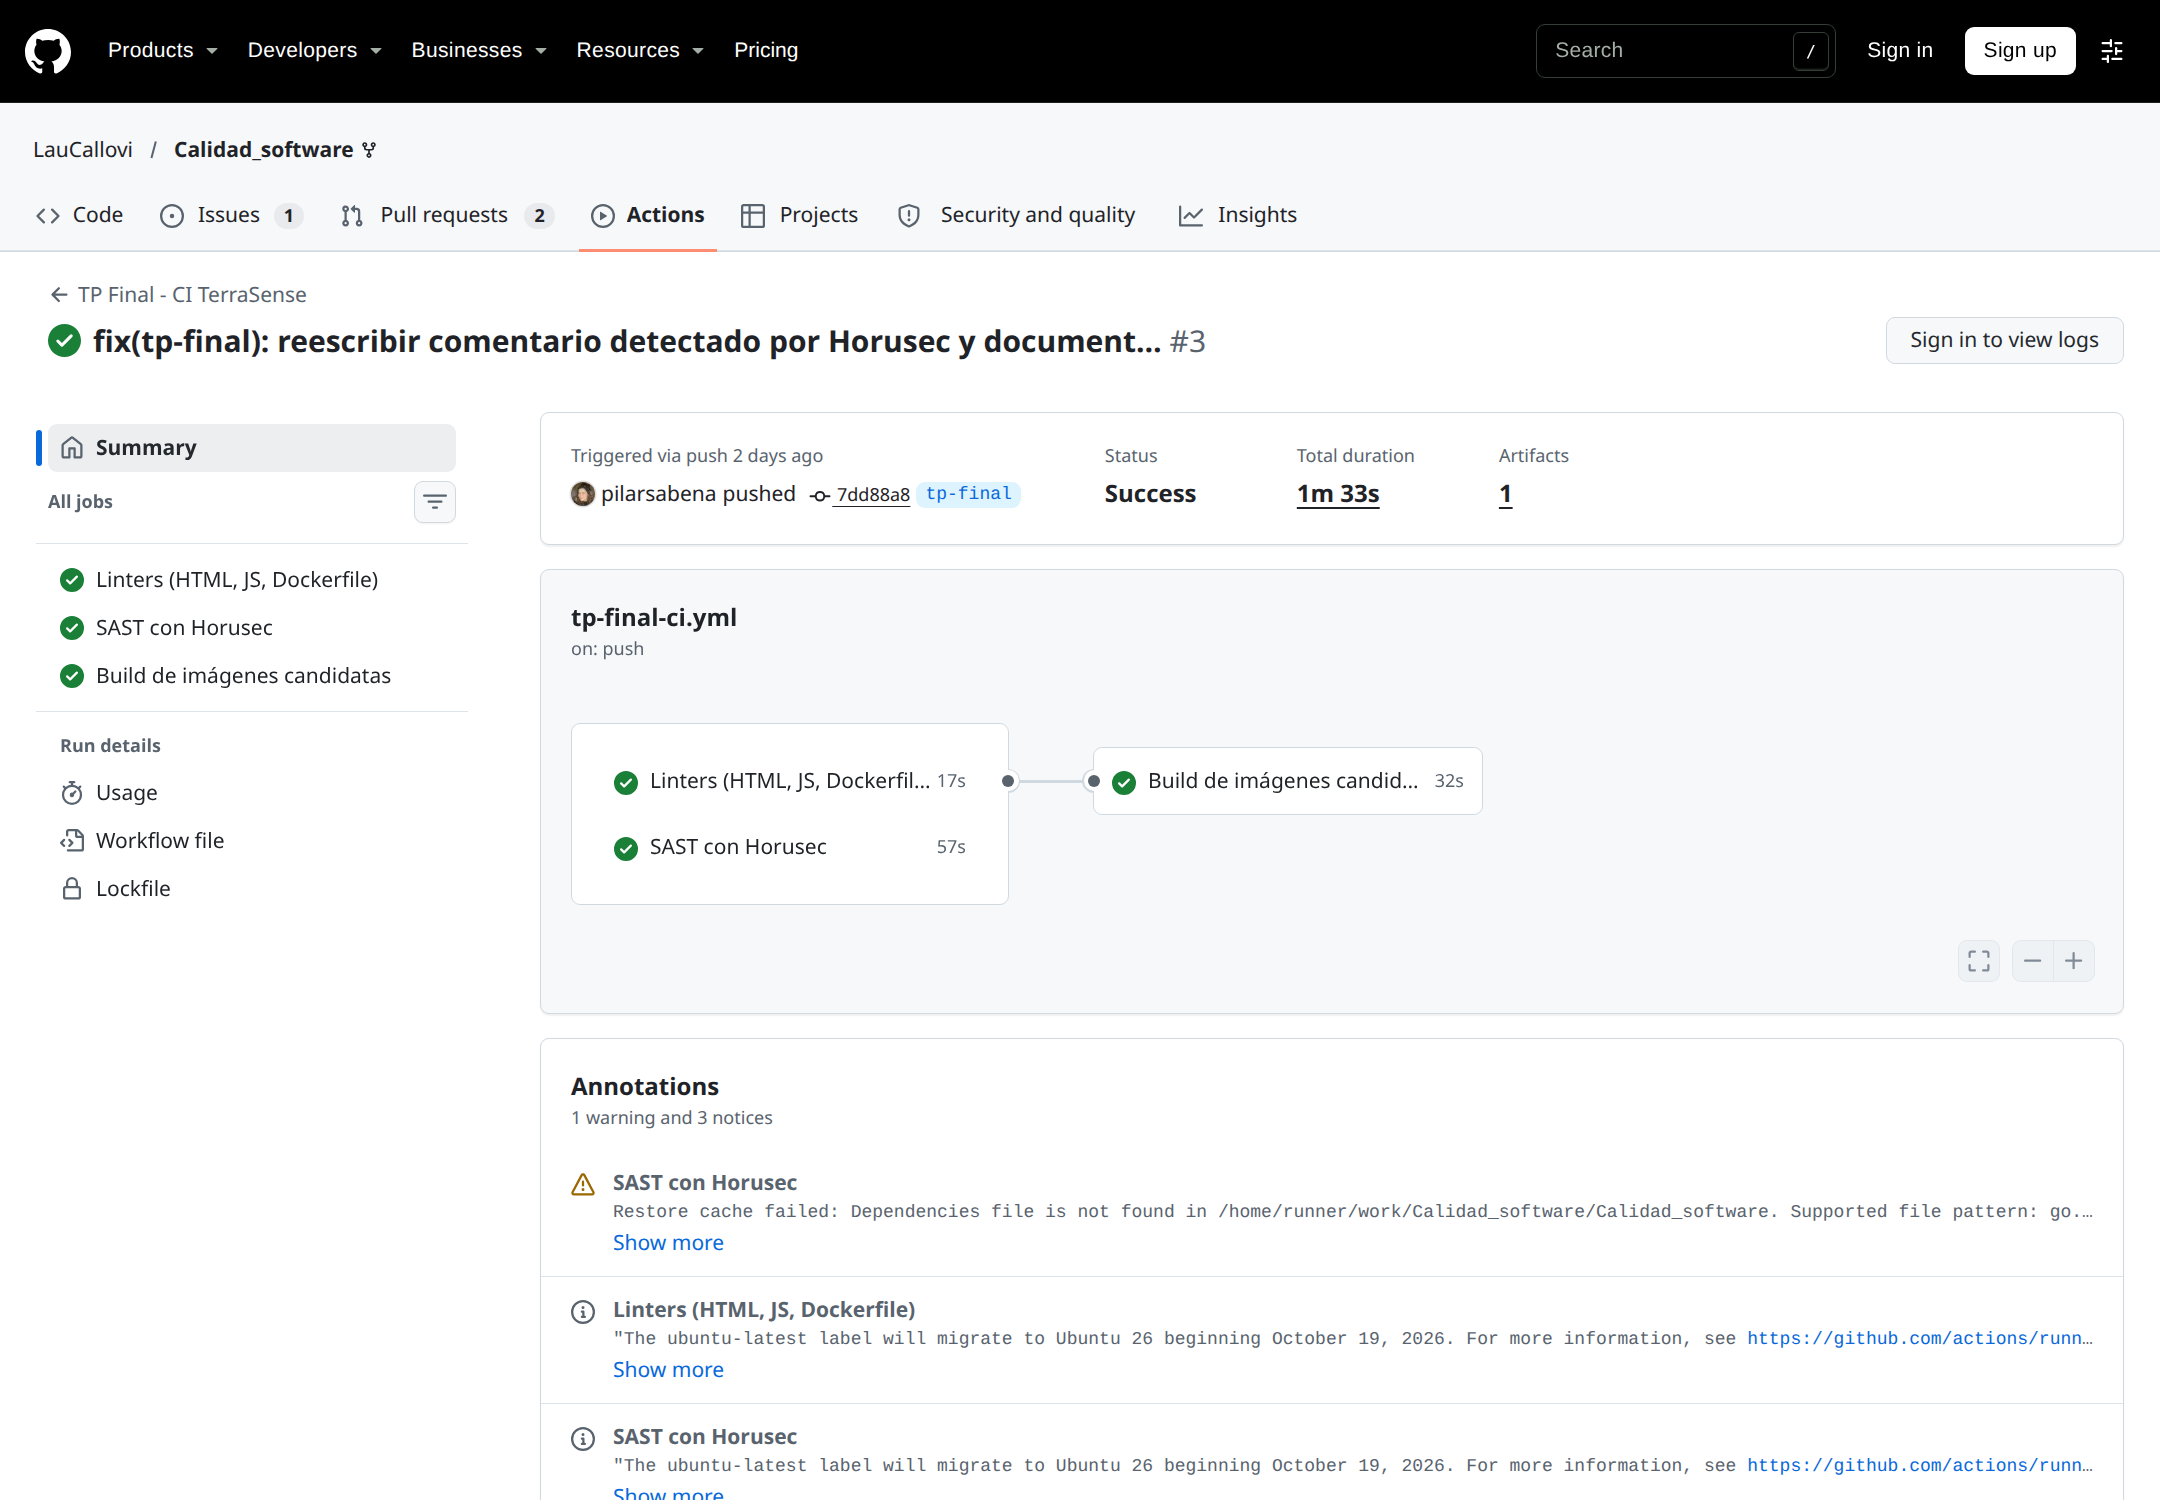 Products Developers Businesses Resources Pricing Search / Sign in Sign up
LauCallovi / Calidad_software
Code Issues 1 Pull requests 2 Actions Projects Security and quality Insights
TP Final - CI TerraSense
fix(tp-final): reescribir comentario detectado por Horusec y document... #3
Sign in to view logs
Summary
All jobs
Linters (HTML, JS, Dockerfile)
SAST con Horusec
Build de imágenes candidatas
Run details
Usage
Workflow file
Lockfile
Triggered via push 2 days ago
pilarsabena pushed 7dd88a8 tp-final
Status
Success
Total duration
1m 33s
Artifacts
1
tp-final-ci.yml
on: push
Linters (HTML, JS, Dockerfil... 17s
SAST con Horusec 57s
Build de imágenes candid... 32s
Annotations
1 warning and 3 notices
SAST con Horusec
Restore cache failed: Dependencies file is not found in /home/runner/work/Calidad_software/Calidad_software. Supported file pattern: go.…
Show more
Linters (HTML, JS, Dockerfile)
"The ubuntu-latest label will migrate to Ubuntu 26 beginning October 19, 2026. For more information, see https://github.com/actions/runn…
Show more
SAST con Horusec
"The ubuntu-latest label will migrate to Ubuntu 26 beginning October 19, 2026. For more information, see https://github.com/actions/runn…
Show more